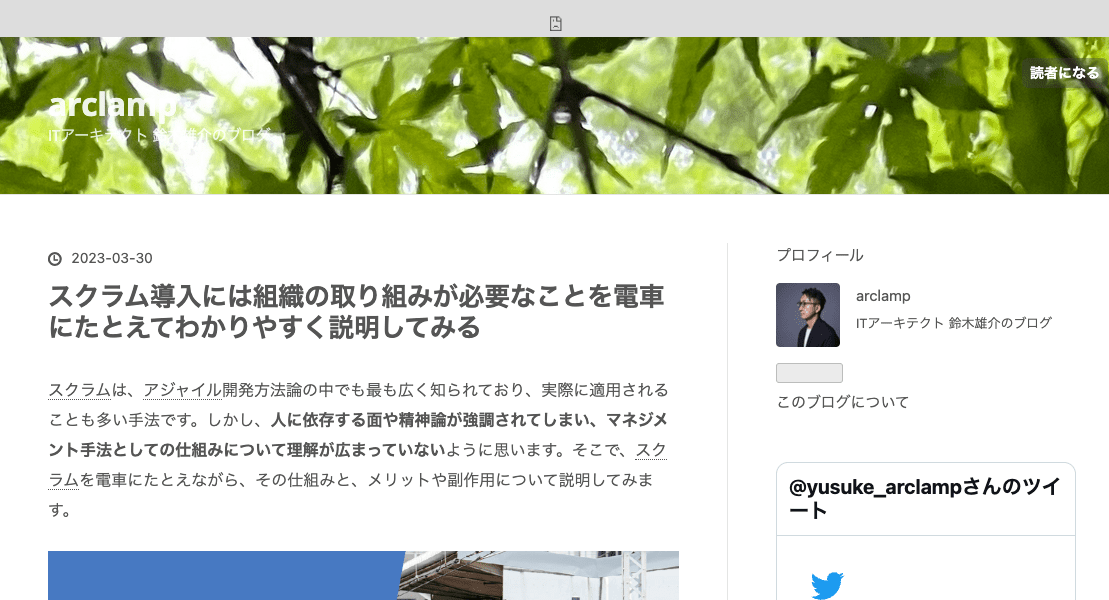 読者になる
arclamp
ITアーキテクト 鈴木雄介のブログ
2023-03-30
スクラム導入には組織の取り組みが必要なことを電車
にたとえてわかりやすく説明してみる
スクラムは、アジャイル開発方法論の中でも最も広く知られており、実際に適用される
ことも多い手法です。しかし、人に依存する面や精神論が強調されてしまい、マネジメ
ント手法としての仕組みについて理解が広まっていないように思います。そこで、スク
ラムを電車にたとえながら、その仕組みと、メリットや副作用について説明してみま
す。
プロフィール
arclamp
ITアーキテクト 鈴木雄介のブログ
このブログについて
@yusuke_arclampさんのツイ
ート